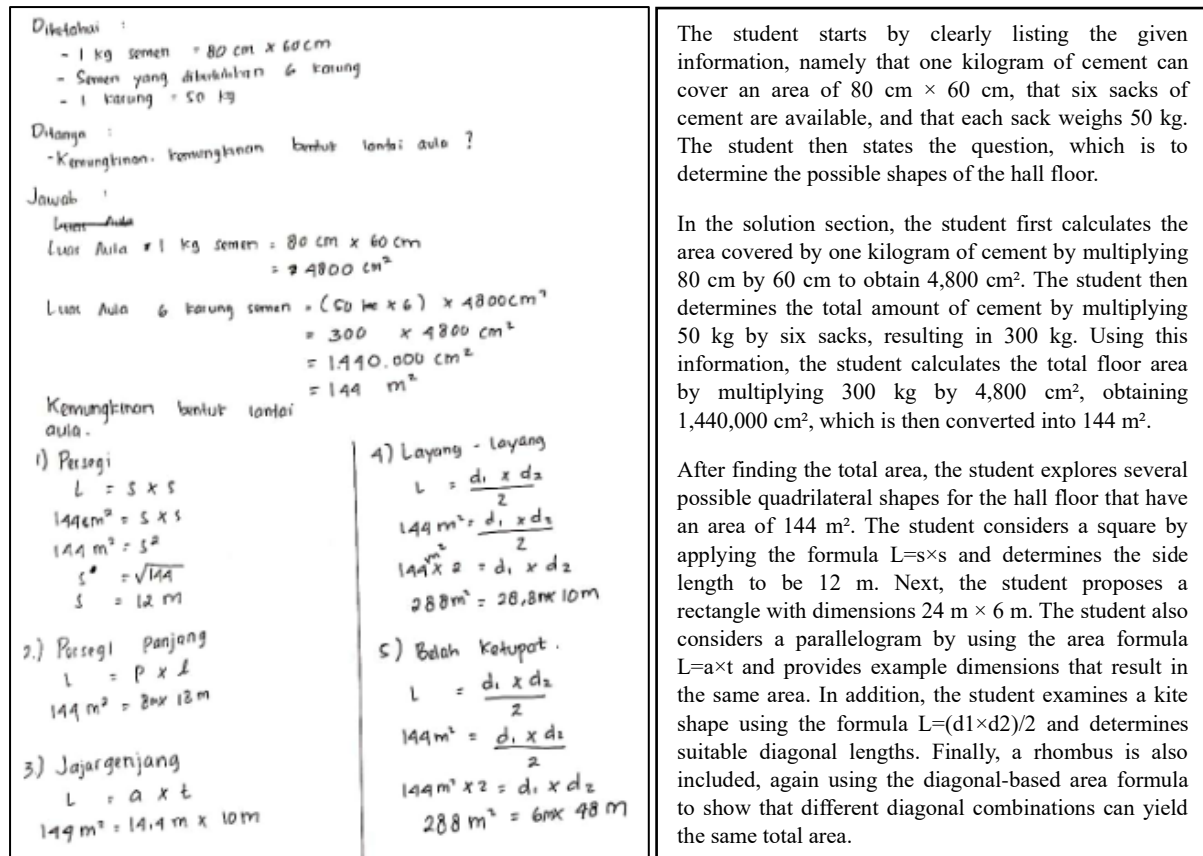 Diketahui :
- 1 kg semen = 80 cm x 60 cm
- Semen yang 6 karung
- 1 karung = 50 kg
Ditanya :
- Kemungkinan-kemungkinan bentuk lantai aula ?
Jawab :
Luas Aula
Luas Aula 1 kg semen = 80 cm x 60 cm
= 4800 cm²
Luas Aula 6 karung semen = (50 x 6) x 4800 cm²
= 300 x 4800 cm²
= 1.440.000 cm²
= 144 m²
Kemungkinan bentuk lantai
aula.
1) Persegi
L = s x s
144 cm² = s x s
144 m² = s²
s = √144
s = 12 m
2.) Persegi Panjang
L = p x l
144 m² = 8 m x 18 m
3.) Jajargenjang
L = a x t
144 m² = 14,4 m x 10 m
4) Layang - layang
L = d₁ x d₂
2
144 m² = d₁ x d₂
2
144 m² x 2 = d₁ x d₂
288 m² = 28,8 m x 10 m
5) Belah Ketupat.
L = d₁ x d₂
2
144 m² = d₁ x d₂
2
144 m² x 2 = d₁ x d₂
288 m² = 6 m x 48 m
The student starts by clearly listing the given
information, namely that one kilogram of cement can
cover an area of 80 cm × 60 cm, that six sacks of
cement are available, and that each sack weighs 50 kg.
The student then states the question, which is to
determine the possible shapes of the hall floor.
In the solution section, the student first calculates the
area covered by one kilogram of cement by multiplying
80 cm by 60 cm to obtain 4,800 cm². The student then
determines the total amount of cement by multiplying
50 kg by six sacks, resulting in 300 kg. Using this
information, the student calculates the total floor area
by multiplying 300 kg by 4,800 cm², obtaining
1,440,000 cm², which is then converted into 144 m².
After finding the total area, the student explores several
possible quadrilateral shapes for the hall floor that have
an area of 144 m². The student considers a square by
applying the formula L=s×s and determines the side
length to be 12 m. Next, the student proposes a
rectangle with dimensions 24 m × 6 m. The student also
considers a parallelogram by using the area formula
L=a×t and provides example dimensions that result in
the same area. In addition, the student examines a kite
shape using the formula L=(d1×d2)/2 and determines
suitable diagonal lengths. Finally, a rhombus is also
included, again using the diagonal-based area formula
to show that different diagonal combinations can yield
the same total area.